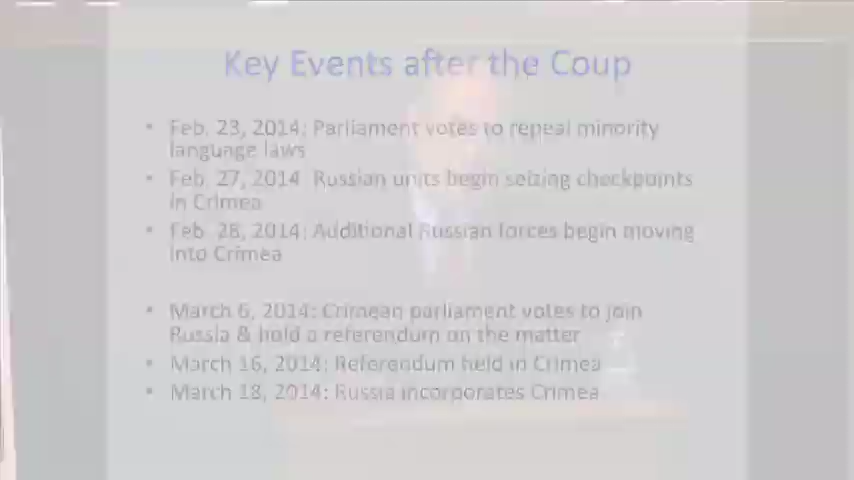 Key Events after the Coup
• Feb. 23, 2014: Parliament votes to repeal minority
language laws
• Feb. 27, 2014: Russian units begin seizing checkpoints
in Crimea
• Feb. 28, 2014: Additional Russian forces begin moving
into Crimea
• March 6, 2014: Crimean parliament votes to join
Russia & hold a referendum on the matter
• March 16, 2014: Referendum held in Crimea
• March 18, 2014: Russia incorporates Crimea